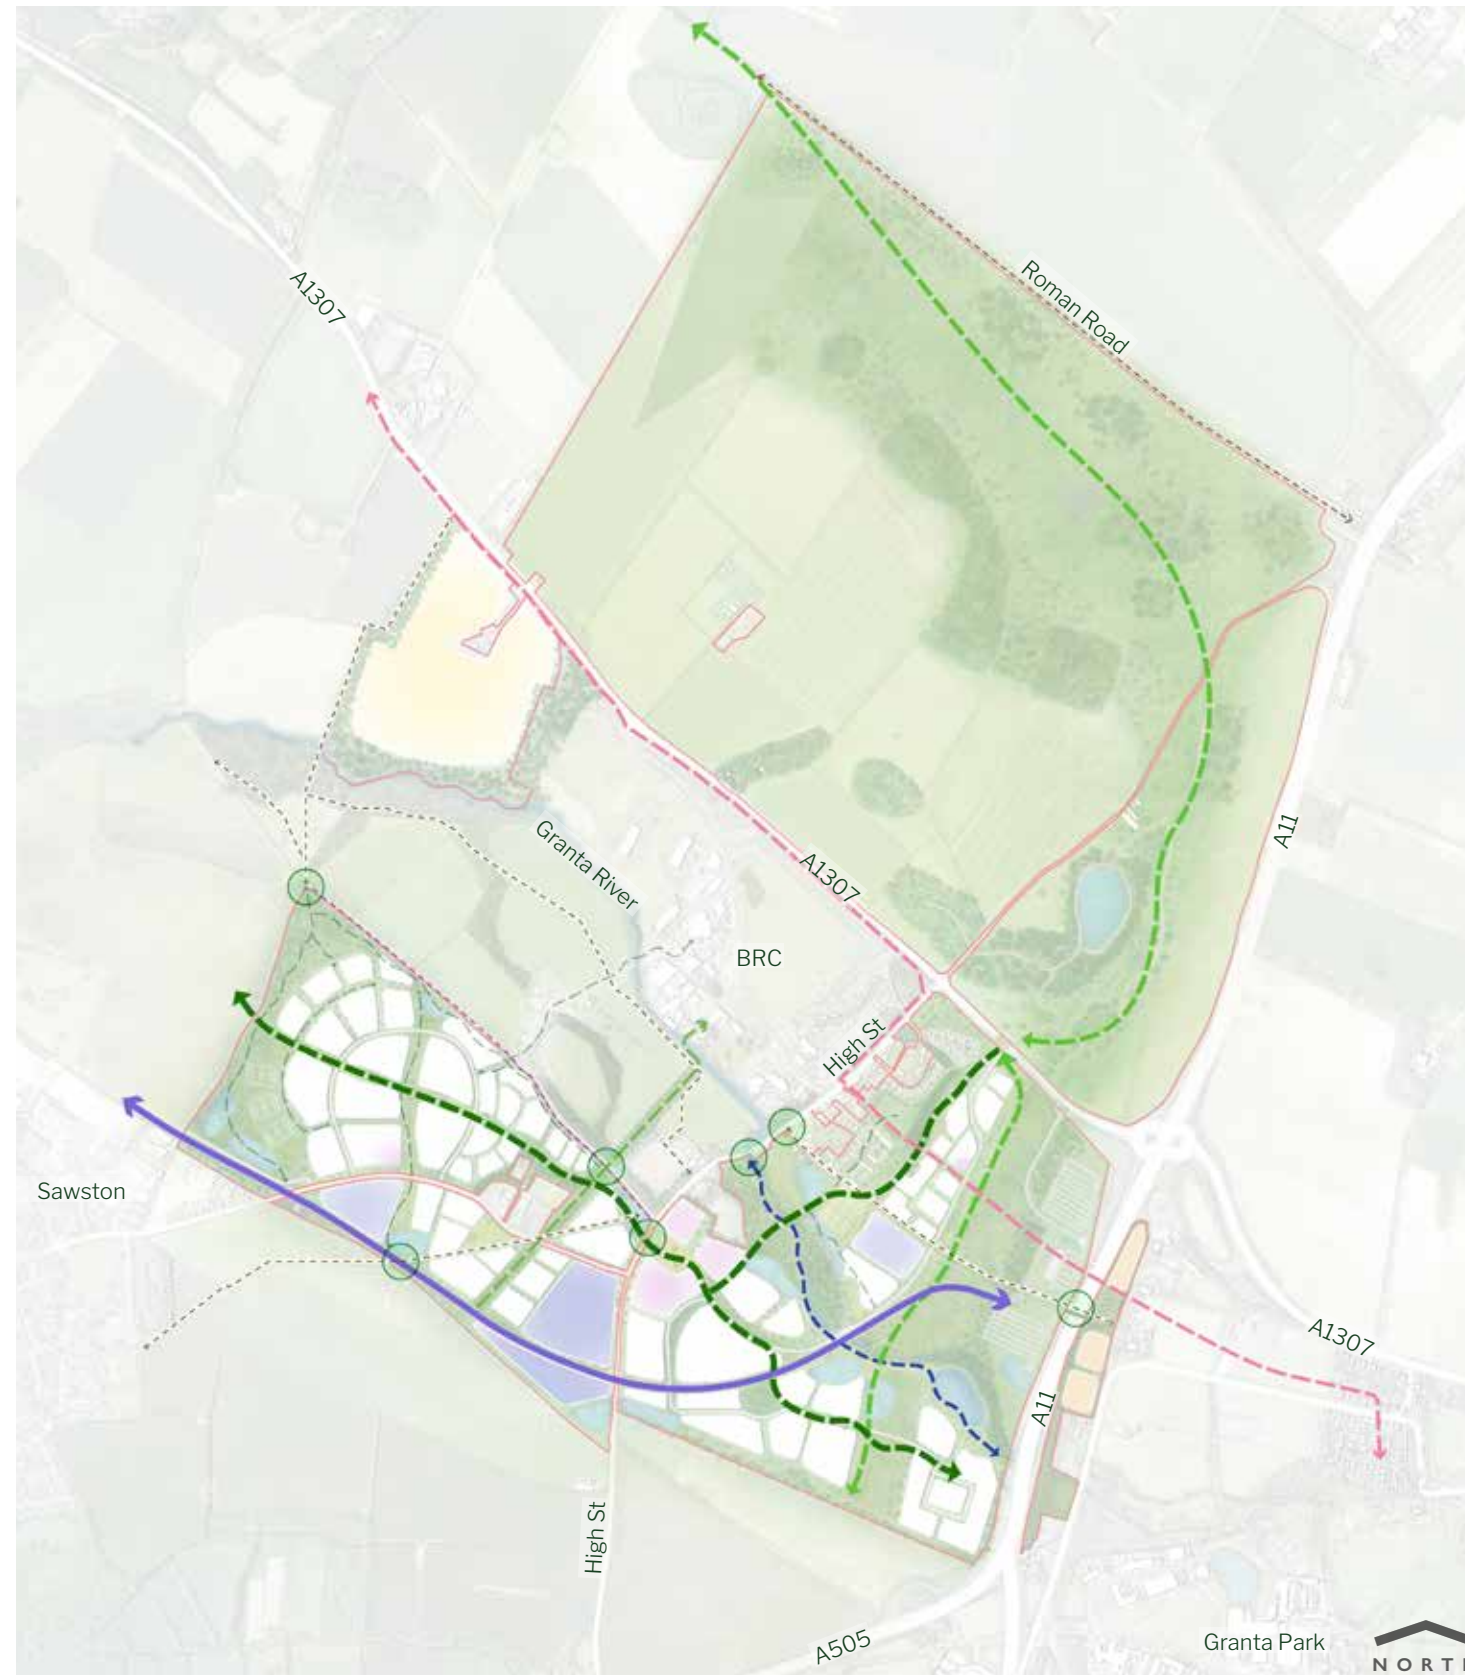 A1307
Roman Road
A11
Granta River
A1307
BRC
High St
Sawston
A1307
A11
High St
A505
Granta Park
NORT